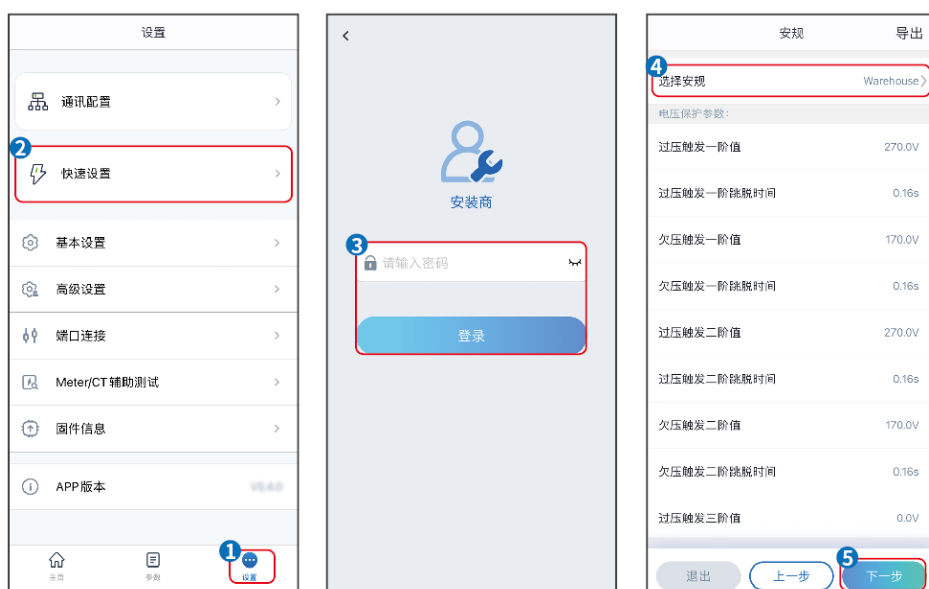 设置
通讯配置
2
快速设置
基本设置
高级设置
端口连接
Meter/CT辅助测试
固件信息
APP版本
1
主页
参数
设置
安装商
3
请输入密码
登录
安规
导出
4
选择安规
Warehouse
电压保护参数:
过压触发一阶值
270.0V
过压触发一阶跳脱时间
0.16s
欠压触发一阶值
170.0V
欠压触发一阶跳脱时间
0.16s
过压触发二阶值
270.0V
过压触发二阶跳脱时间
0.16s
欠压触发二阶值
170.0V
欠压触发二阶跳脱时间
0.16s
过压触发三阶值
0.0V
5
退出
上一步
下一步